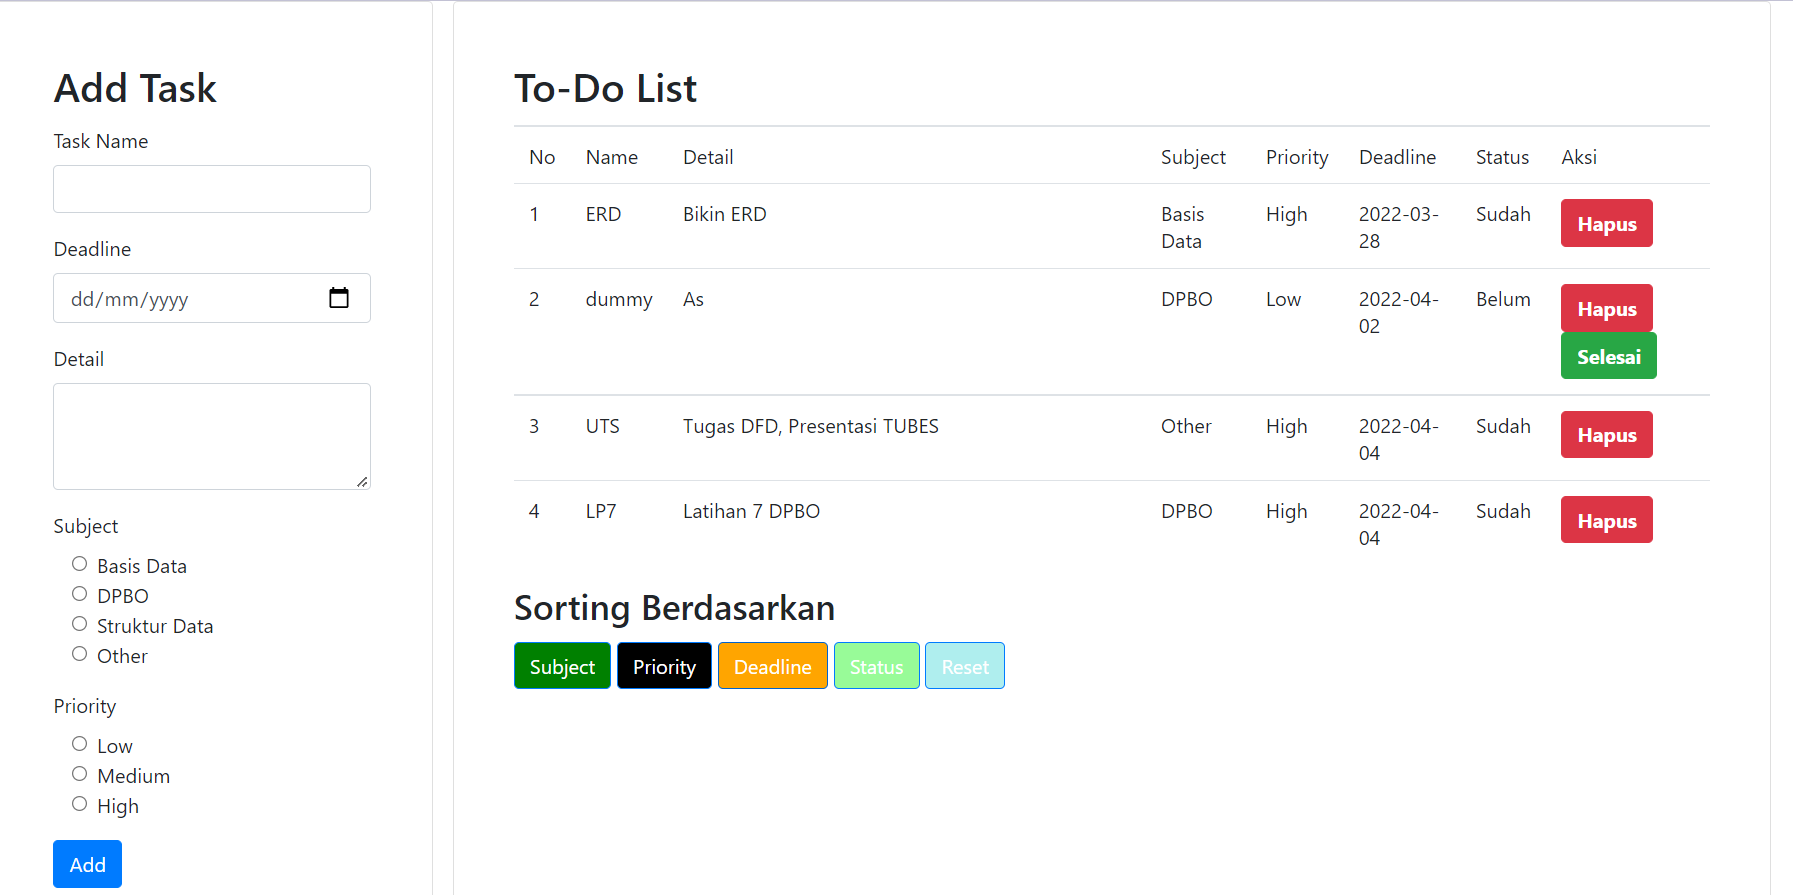 Add Task
Task Name
Deadline
dd/mm/yyyy
Detail
Subject
Basis Data
DPBO
Struktur Data
Other
Priority
Low
Medium
High
Add
To-Do List
No Name Detail Subject Priority Deadline Status Aksi
1 ERD Bikin ERD Basis High 2022-03- Sudah Hapus
Data 28
2 dummy As DPBO Low 2022-04- Belum Hapus
02
Selesai
3 UTS Tugas DFD, Presentasi TUBES Other High 2022-04- Sudah Hapus
04
4 LP7 Latihan 7 DPBO DPBO High 2022-04- Sudah Hapus
04
Sorting Berdasarkan
Subject Priority Deadline Status Reset